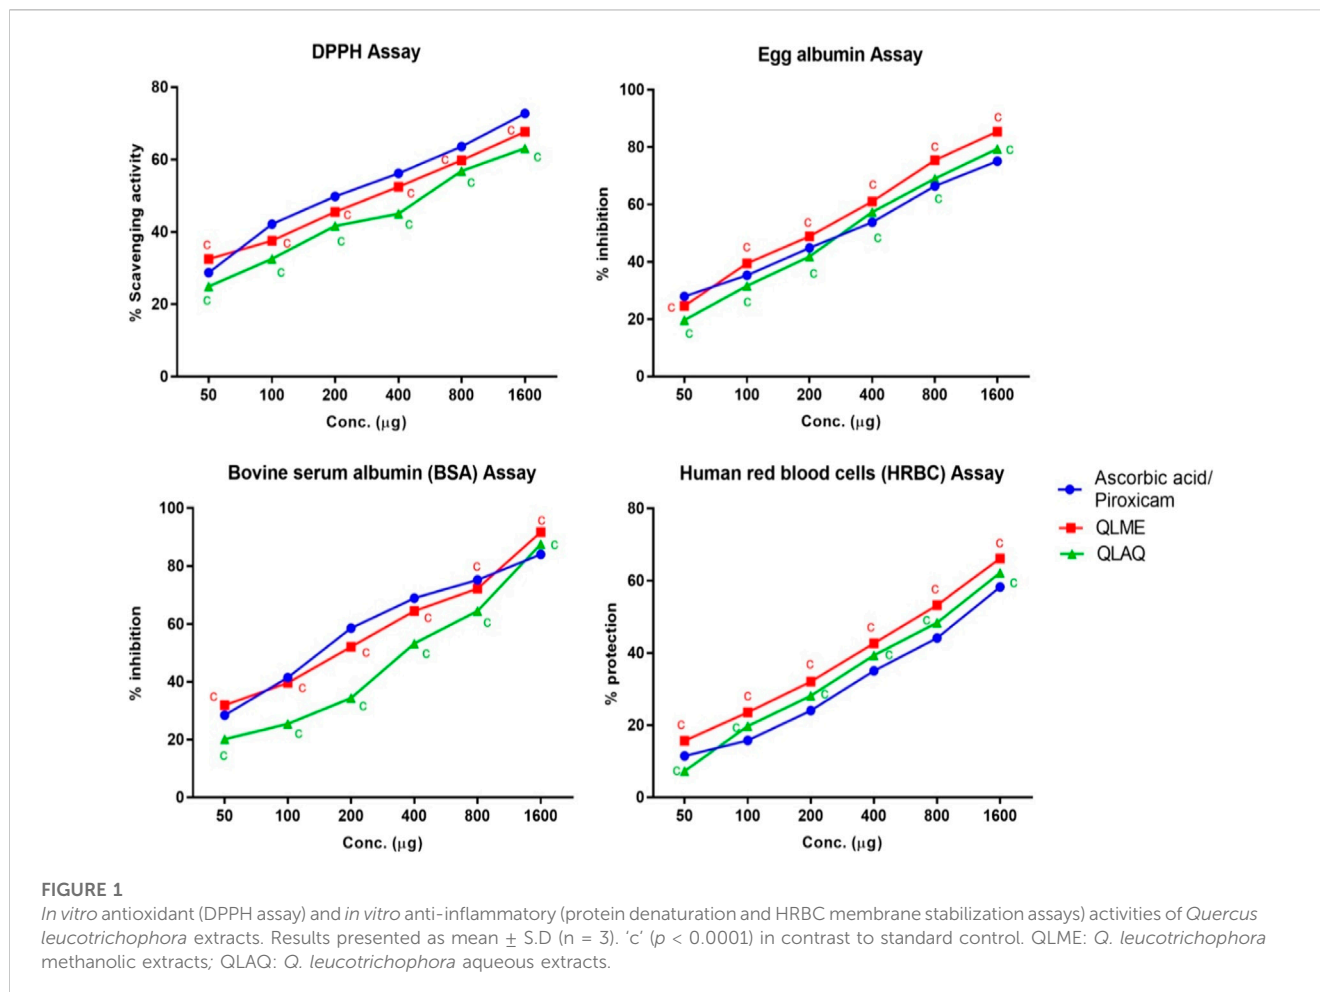 DPPH Assay
% Scavenging activity
80
60
40
20
0
c
c
c
c
c
c
c
c
c
c
c
c
50 100 200 400 800 1600
Conc. (µg)
Egg albumin Assay
% inhibition
100
80
60
40
20
0
c
c
c
c
c
c
c
c
c
c
c
c
50 100 200 400 800 1600
Conc. (µg)
Bovine serum albumin (BSA) Assay
% inhibition
100
80
60
40
20
0
c
c
c
c
c
c
c
c
c
c
c
c
50 100 200 400 800 1600
Conc. (µg)
Human red blood cells (HRBC) Assay
% protection
80
60
40
20
0
c
c
c
c
c
c
c
c
c
c
c
c
50 100 200 400 800 1600
Conc. (µg)
Ascorbic acid/
Piroxicam
QLME
QLAQ
FIGURE 1
In vitro antioxidant (DPPH assay) and in vitro anti-inflammatory (protein denaturation and HRBC membrane stabilization assays) activities of Quercus
leucotrichophora extracts. Results presented as mean ± S.D (n = 3). ‘c’ (p < 0.0001) in contrast to standard control. QLME: Q. leucotrichophora
methanolic extracts; QLAQ: Q. leucotrichophora aqueous extracts.